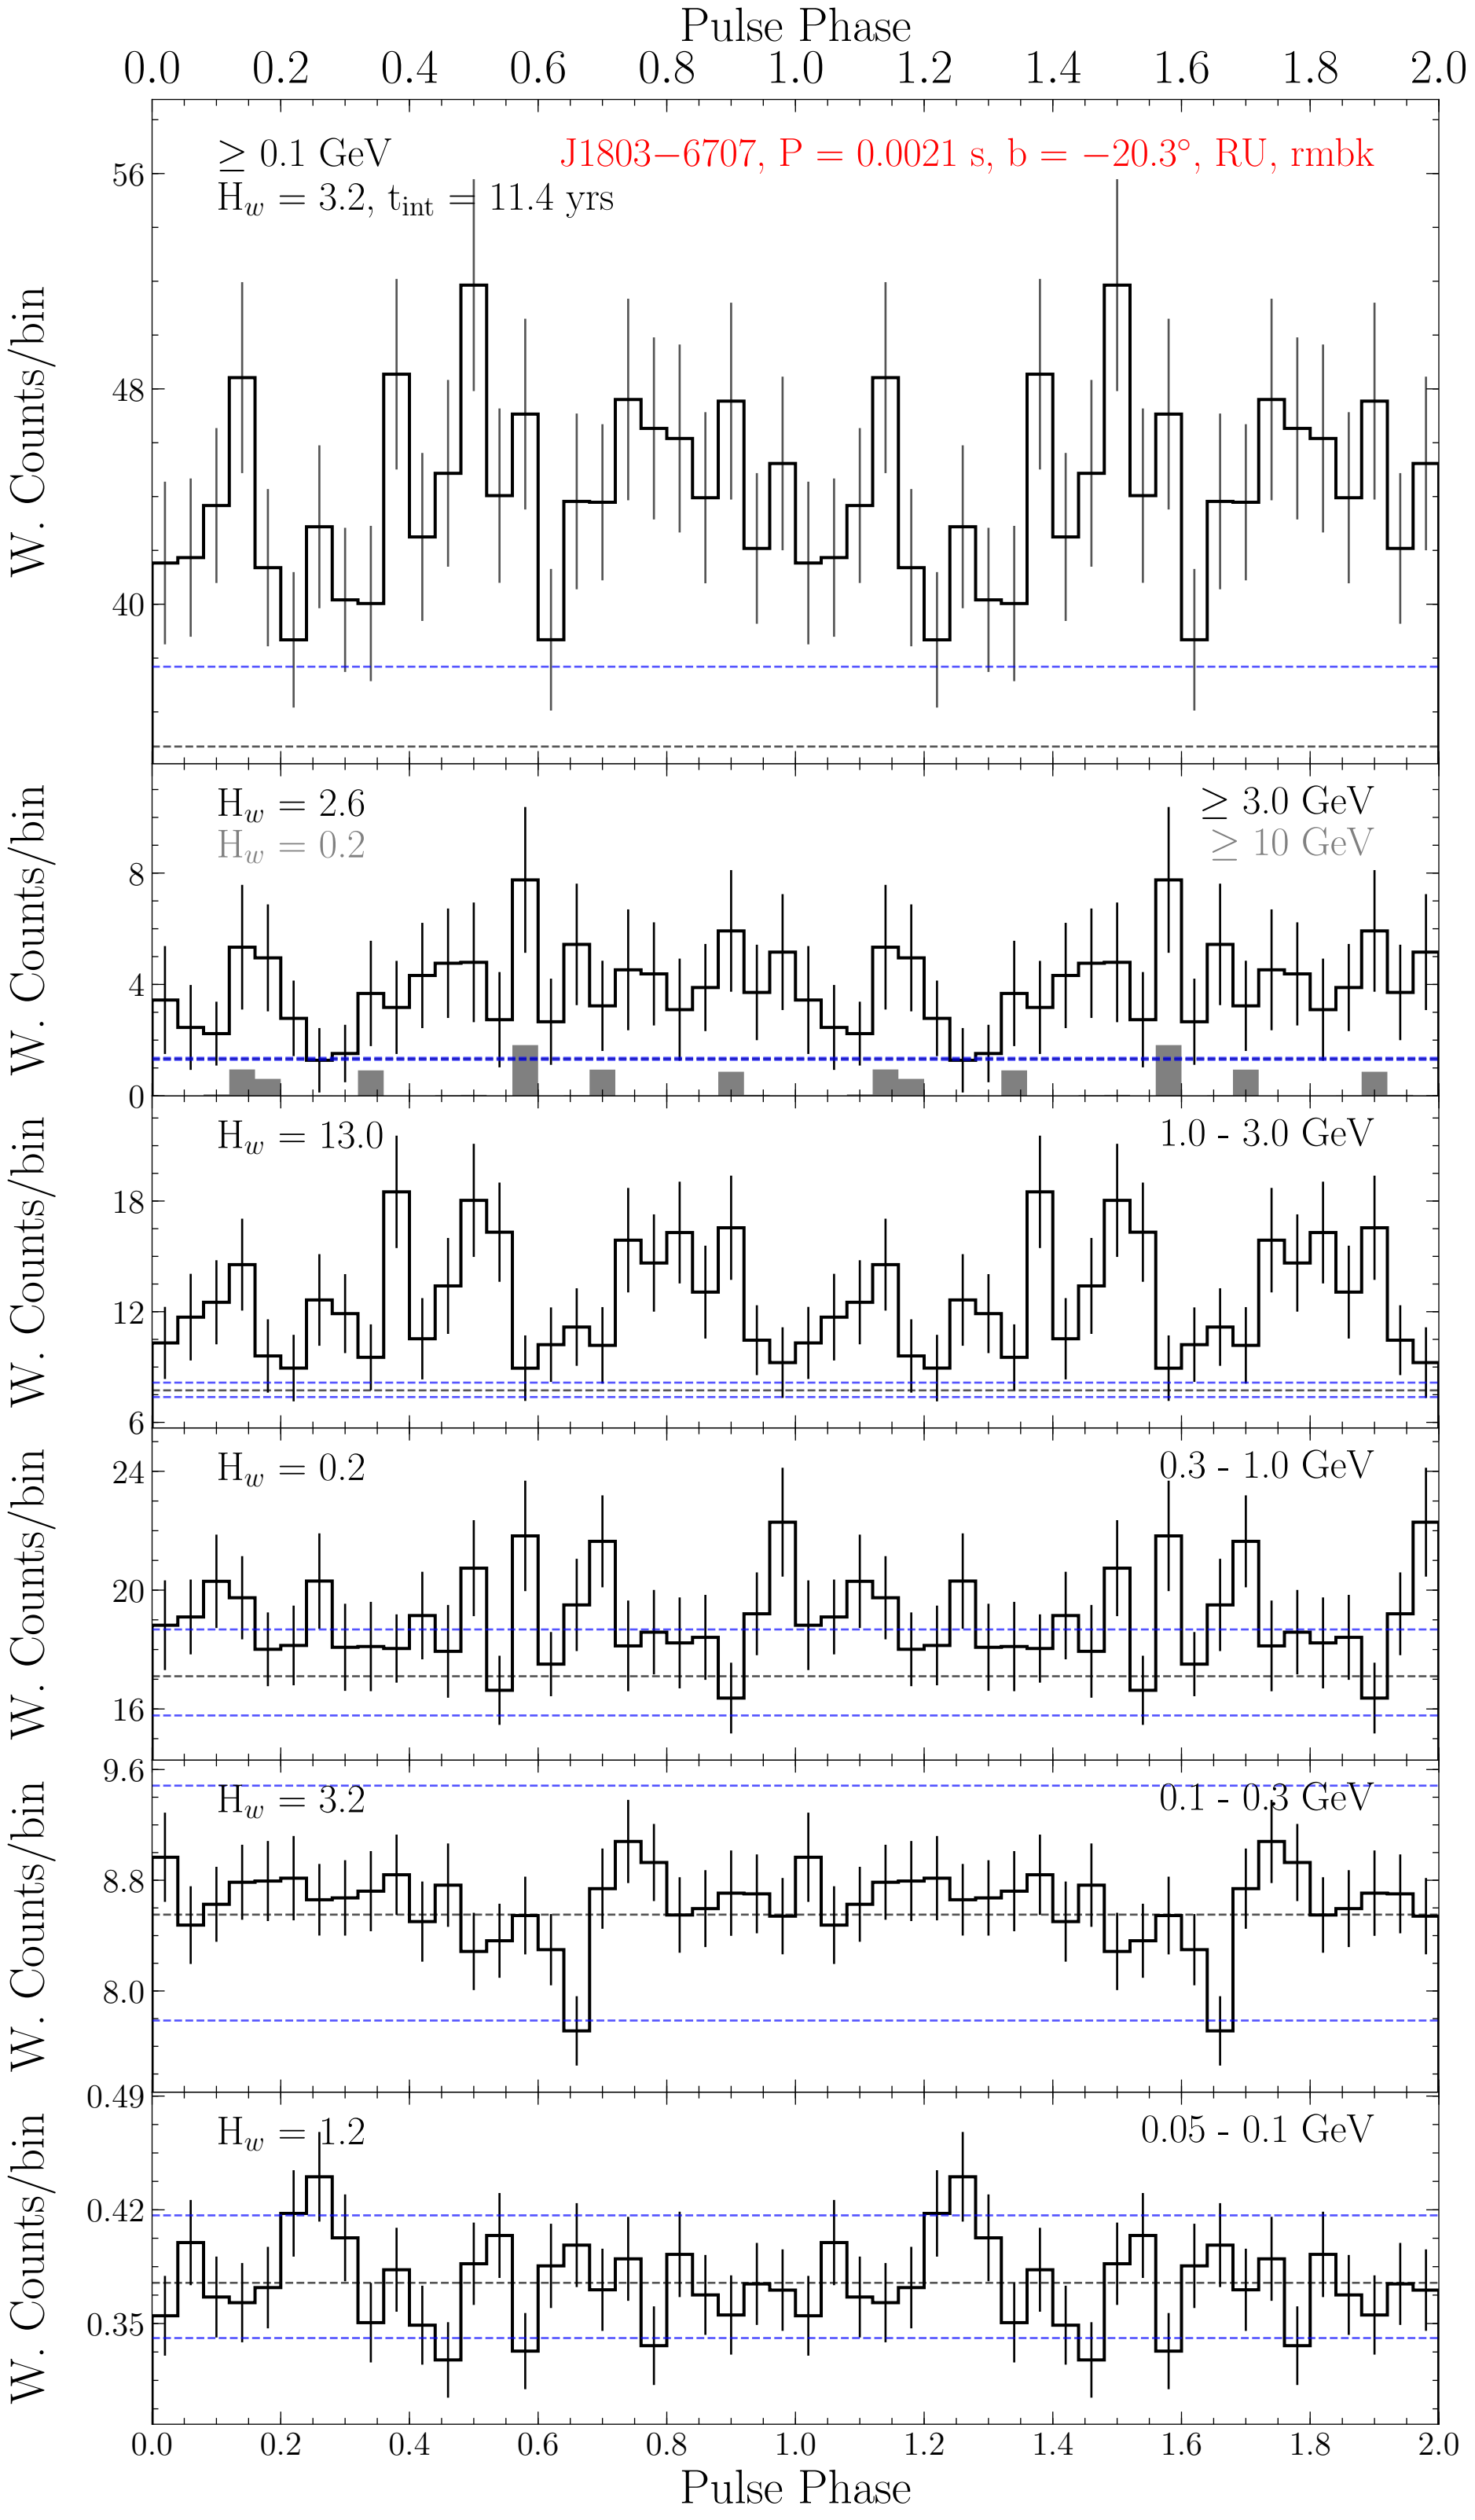 Pulse Phase
0.0 0.2 0.4 0.6 0.8 1.0 1.2 1.4 1.6 1.8 2.0
≥ 0.1 GeV
J1803−6707, P = 0.0021 s, b = −20.3°, RU, rmbk
H_w = 3.2, t_int = 11.4 yrs
W. Counts/bin
56
48
40
H_w = 2.6
≥ 3.0 GeV
H_w = 0.2
≥ 10 GeV
W. Counts/bin
8
4
0
H_w = 13.0
1.0 - 3.0 GeV
W. Counts/bin
18
12
6
H_w = 0.2
0.3 - 1.0 GeV
W. Counts/bin
24
20
16
H_w = 3.2
0.1 - 0.3 GeV
W. Counts/bin
9.6
8.8
8.0
H_w = 1.2
0.05 - 0.1 GeV
W. Counts/bin
0.49
0.42
0.35
0.0 0.2 0.4 0.6 0.8 1.0 1.2 1.4 1.6 1.8 2.0
Pulse Phase